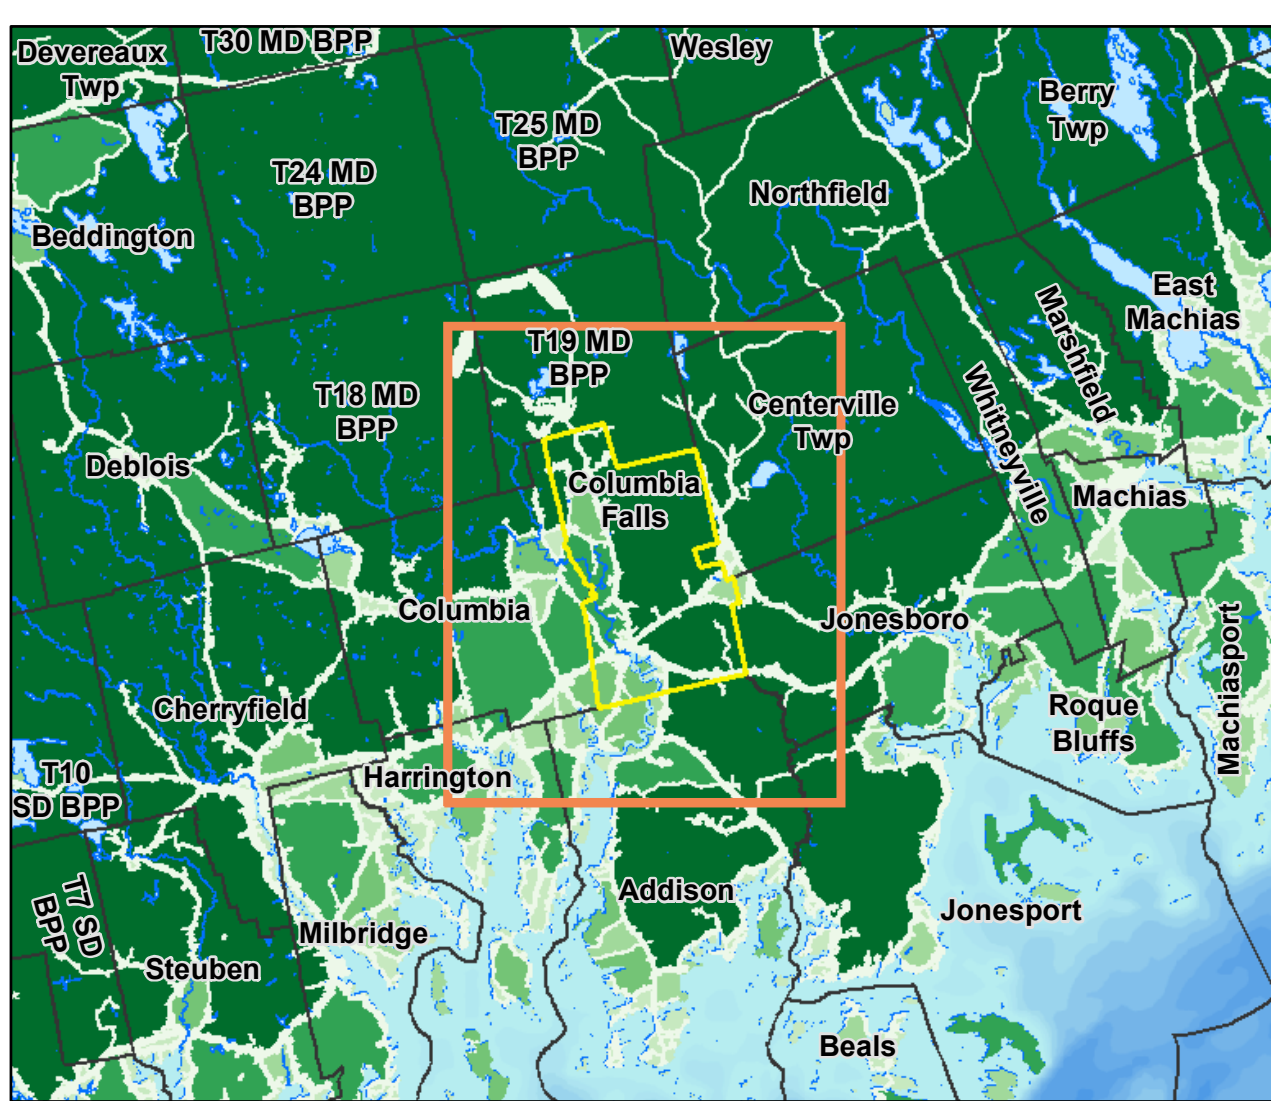 T30 MD BPP
Wesley
Devereaux
Twp
Berry
Twp
T25 MD
BPP
T24 MD
BPP
Northfield
Beddington
East
Machias
Marshfield
T19 MD
BPP
T18 MD
BPP
Whitneyville
Centerville
Twp
Deblois
Columbia
Falls
Machias
Columbia
Jonesboro
Machiasport
Cherryfield
Roque
Bluffs
T10
SD BPP
Harrington
Addison
Jonesport
T7 SD
BPP
Milbridge
Steuben
Beals